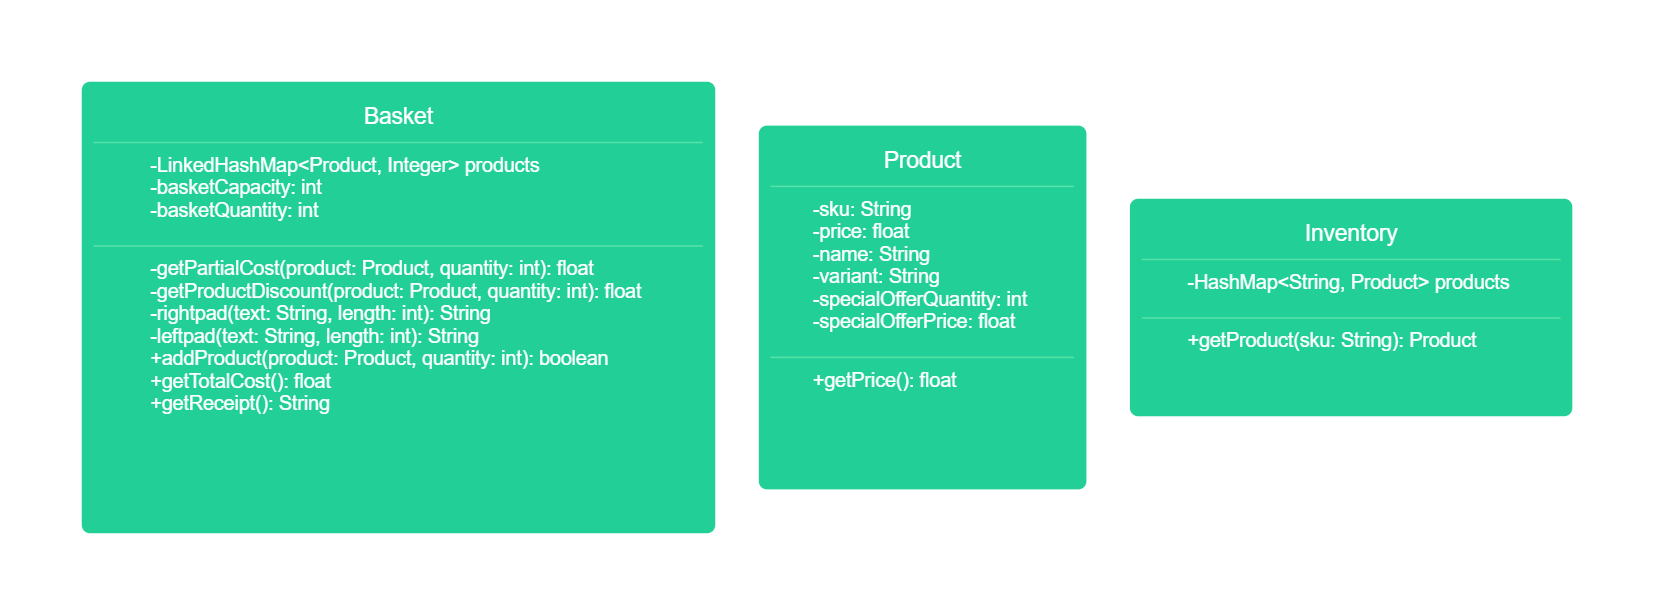 Basket
-LinkedHashMap<Product, Integer> products
-basketCapacity: int
-basketQuantity: int
-getPartialCost(product: Product, quantity: int): float
-getProductDiscount(product: Product, quantity: int): float
-rightpad(text: String, length: int): String
-leftpad(text: String, length: int): String
+addProduct(product: Product, quantity: int): boolean
+getTotalCost(): float
+getReceipt(): String
Product
-sku: String
-price: float
-name: String
-variant: String
-specialOfferQuantity: int
-specialOfferPrice: float
+getPrice(): float
Inventory
-HashMap<String, Product> products
+getProduct(sku: String): Product